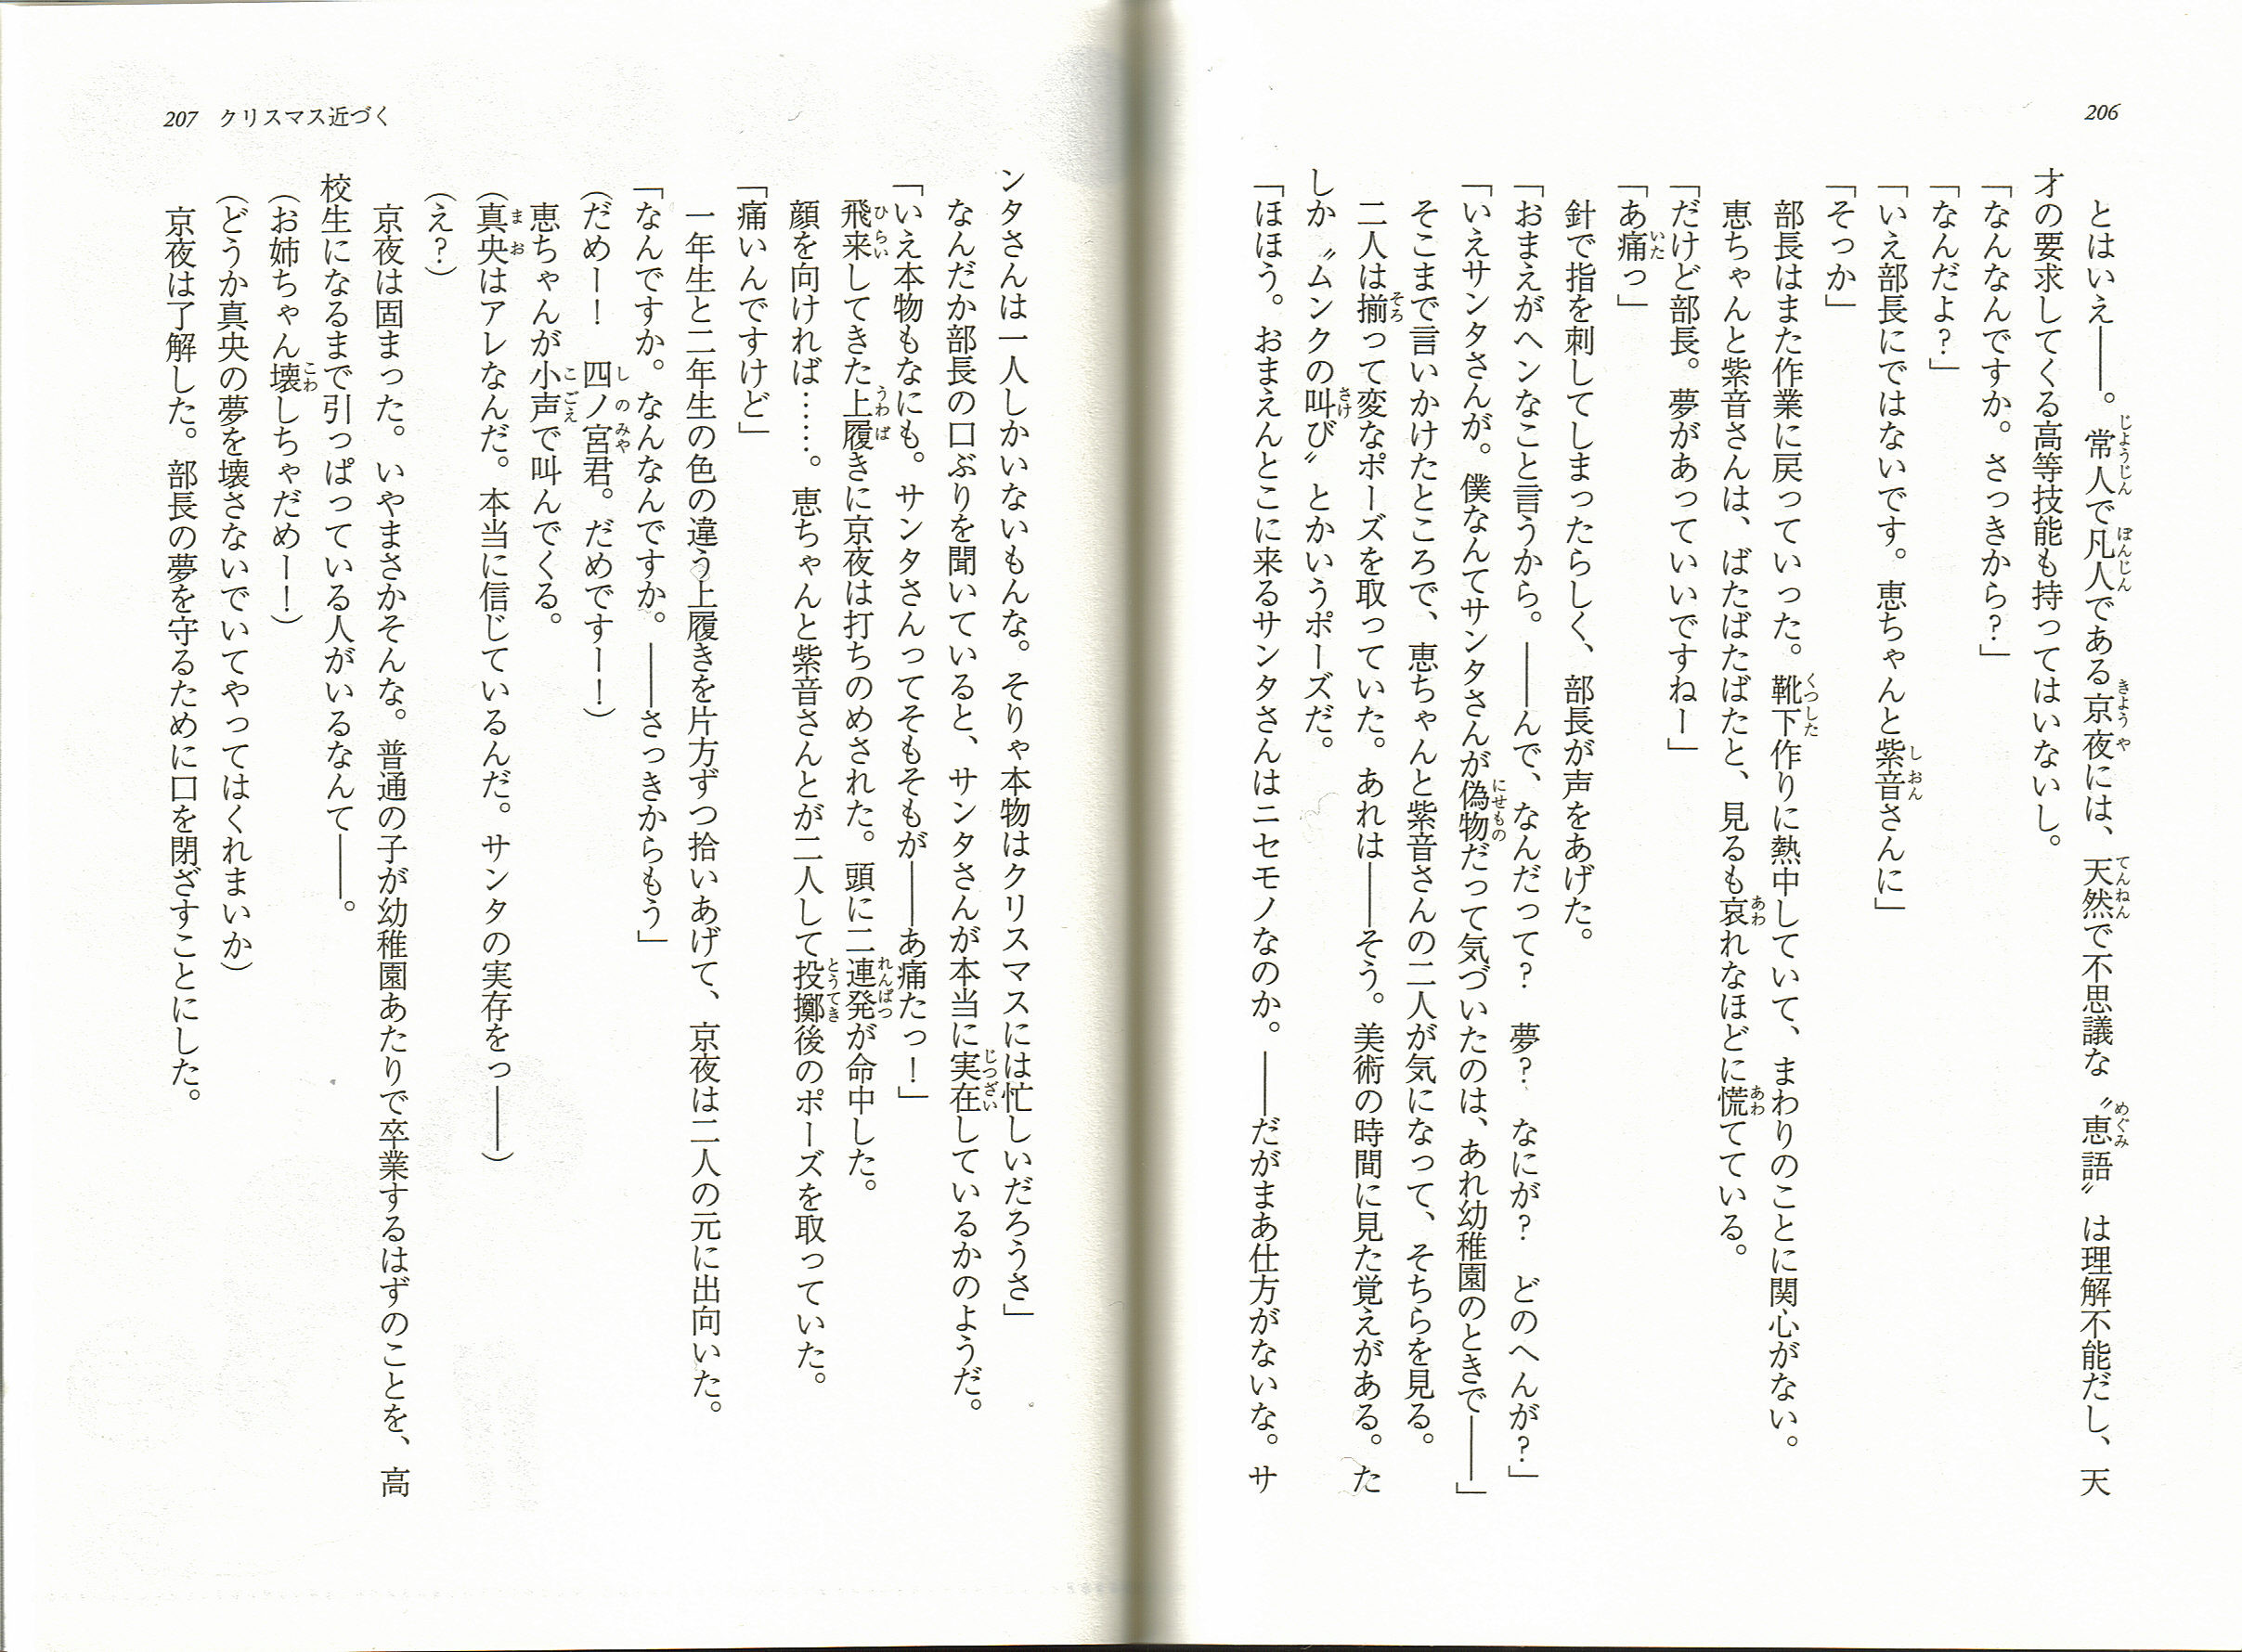 206
とはいえ――。常人で凡人である京夜には、天然で不思議な〝恵語〟は理解不能だし、天
才の要求してくる高等技能も持ってはいないし。
「なんなんですか。さっきから？」
「なんだよ？」
「いえ部長にではないです。恵ちゃんと紫音さんに」
「そっか」
部長はまた作業に戻っていった。靴下作りに熱中していて、まわりのことに関心がない。
恵ちゃんと紫音さんは、ばたばたばたと、見るも哀れなほどに慌てている。
「だけど部長。夢があっていいですねー」
「あ痛っ」
針で指を刺してしまったらしく、部長が声をあげた。
「おまえがヘンなこと言うから。――んで、なんだって？　夢？　なにが？　どのへんが？」
「いえサンタさんが。僕なんてサンタさんが偽物だって気づいたのは、あれ幼稚園のときで――」
そこまで言いかけたところで、恵ちゃんと紫音さんの二人が気になって、そちらを見る。
二人は揃って変なポーズを取っていた。あれは――そう。美術の時間に見た覚えがある。た
しか〝ムンクの叫び〟とかいうポーズだ。
「ほほう。おまえんとこに来るサンタさんはニセモノなのか。――だがまあ仕方がないな。サ
207 クリスマス近づく
ンタさんは一人しかいないもんな。そりゃ本物はクリスマスには忙しいだろうさ」
なんだか部長の口ぶりを聞いていると、サンタさんが本当に実在しているかのようだ。
「いえ本物もなにも。サンタさんってそもそもが――あ痛たっ！」
飛来してきた上履きに京夜は打ちのめされた。頭に二連発が命中した。
顔を向ければ……。恵ちゃんと紫音さんとが二人して投擲後のポーズを取っていた。
「痛いんですけど」
一年生と二年生の色の違う上履きを片方ずつ拾いあげて、京夜は二人の元に出向いた。
「なんですか。なんなんですか。――さっきからもう」
（だめー！　四ノ宮君。だめですー！）
恵ちゃんが小声で叫んでくる。
（真央はアレなんだ。本当に信じているんだ。サンタの実存をっ――）
（え？）
京夜は固まった。いやまさかそんな。普通の子が幼稚園あたりで卒業するはずのことを、高
校生になるまで引っぱっている人がいるなんて――。
（お姉ちゃん壊しちゃだめー！）
（どうか真央の夢を壊さないでいてやってはくれまいか）
京夜は了解した。部長の夢を守るために口を閉ざすことにした。